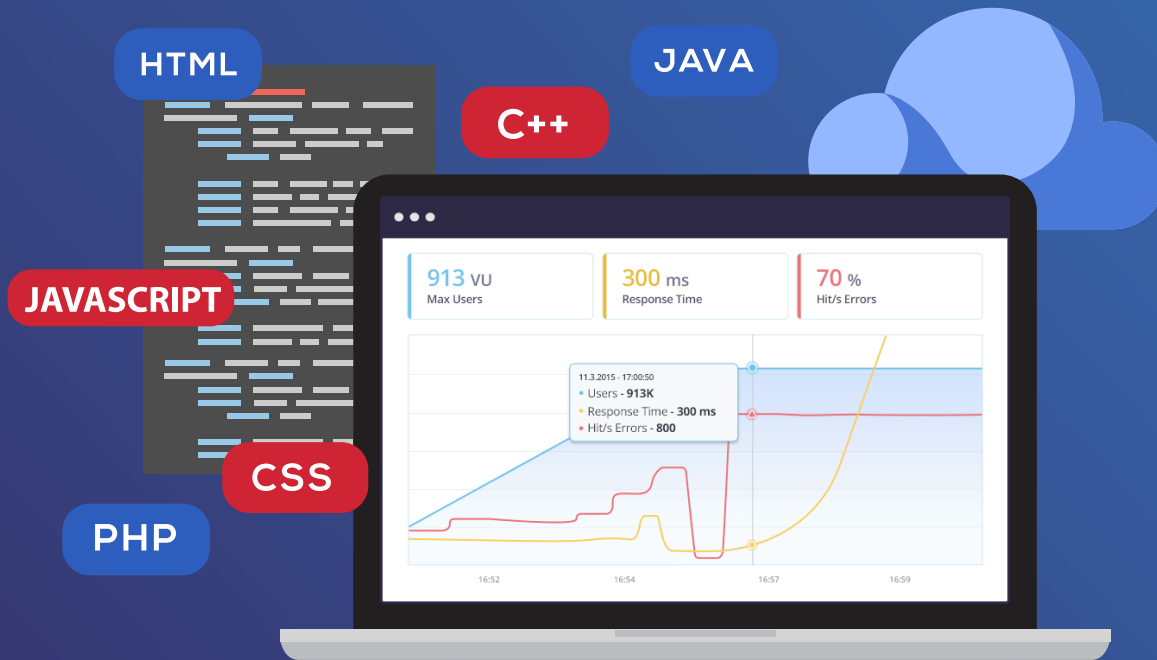 HTML
JAVA
C++
JAVASCRIPT
CSS
PHP
913 VU
Max Users
300 ms
Response Time
70 %
Hit/s Errors
11.3.2015 - 17:00:50
Users - 913K
Response Time - 300 ms
Hit/s Errors - 800
16:52
16:54
16:57
16:59